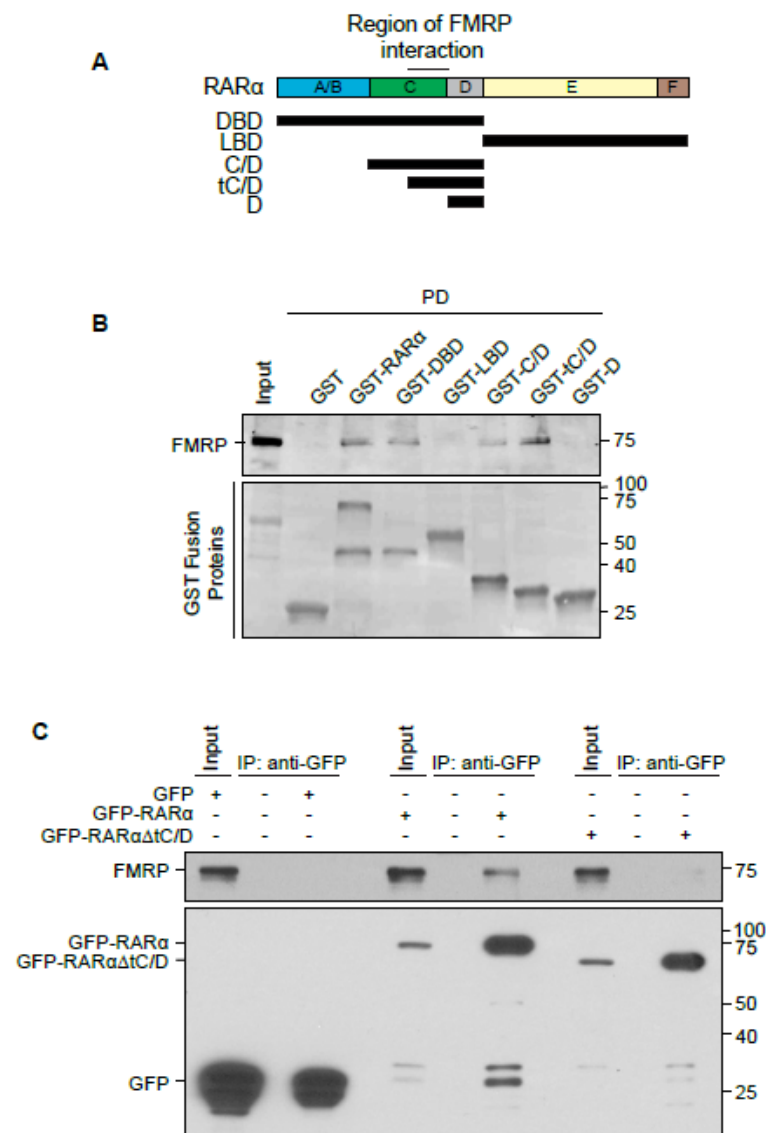 A
Region of FMRP
interaction
RARα A/B C D E F
DBD
LBD
C/D
tC/D
D
B
PD
Input GST GST-RARα GST-DBD GST-LBD GST-C/D GST-tC/D GST-D
FMRP 75
GST Fusion
Proteins
100
75
50
40
25
C
Input IP: anti-GFP Input IP: anti-GFP Input IP: anti-GFP
GFP + - + - - - - - -
GFP-RARα - - - + - + - - -
GFP-RARαΔtC/D - - - - - - + - +
FMRP 75
100
GFP-RARα 75
GFP-RARαΔtC/D
50
40
GFP 25